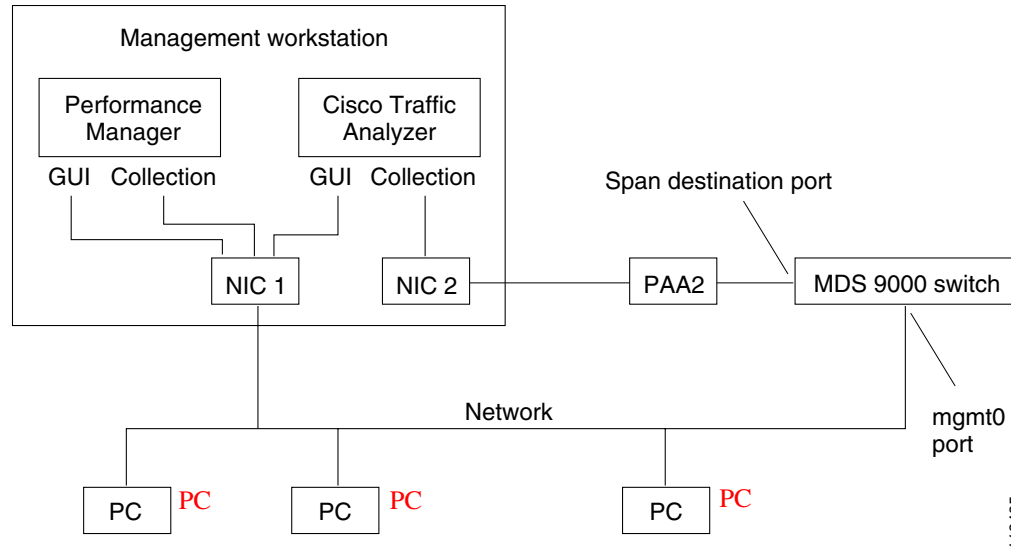 Management workstation
Performance
Manager
Cisco Traffic
Analyzer
GUI Collection
GUI Collection
Span destination port
NIC 1
NIC 2
PAA2
MDS 9000 switch
Network
mgmt0
port
PC PC
PC PC
PC PC